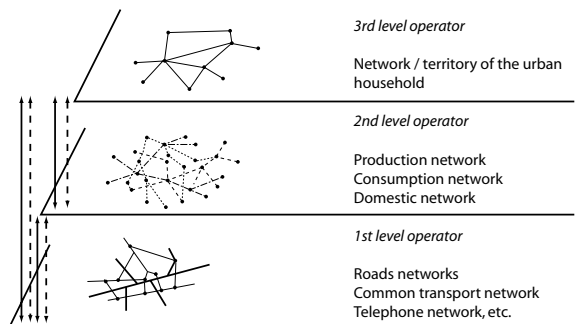 3rd level operator
Network / territory of the urban
household
2nd level operator
Production network
Consumption network
Domestic network
1st level operator
Roads networks
Common transport network
Telephone network, etc.